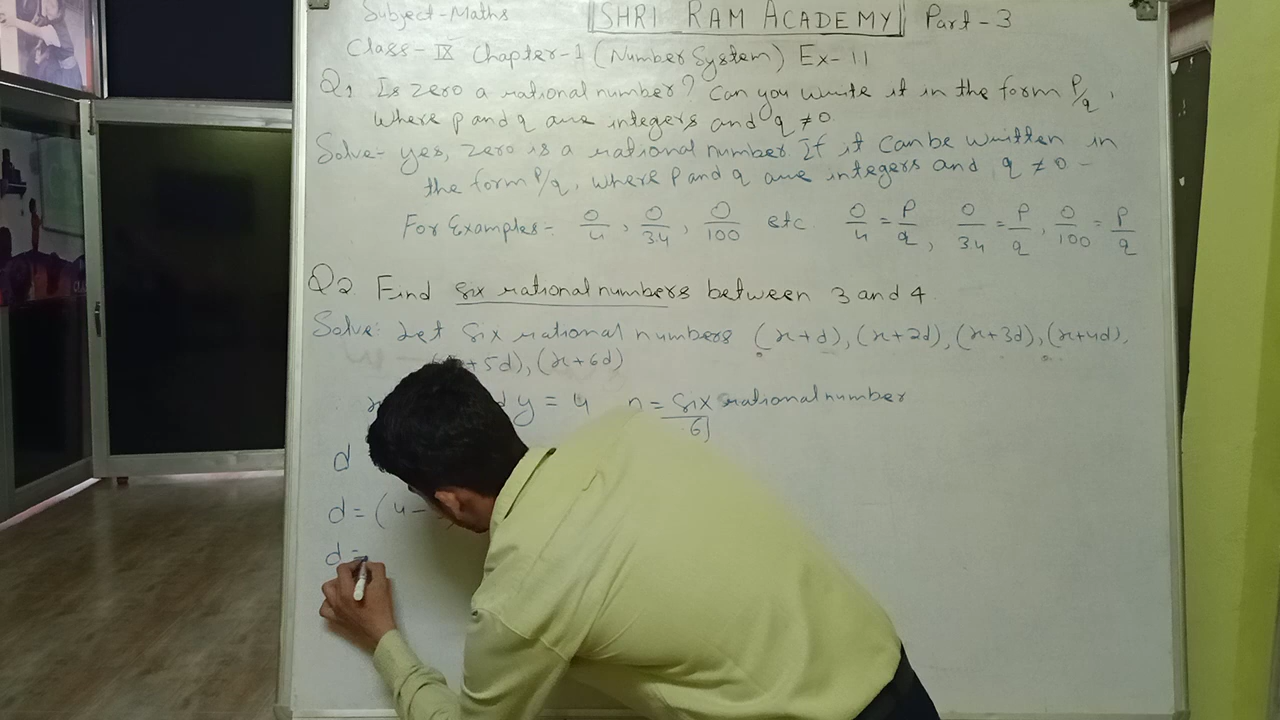 Subject-Maths SHRI RAM ACADEMY Part-3
Class-IX Chapter-1 (Number System) Ex-1.1
Q1 Is zero a rational number? Can you write it in the form P/q,
where p and q are integers and q ≠ 0
Solve- yes, zero is a rational number. If it can be written in
the form P/q, where p and q are integers and q ≠ 0 -
For Examples:- 0/4, 0/34, 0/100 etc. 0/4 = P/q, 0/34 = P/q, 0/100 = P/q
Q2 Find six rational numbers between 3 and 4.
Solve: Let six rational numbers (x+d), (x+2d), (x+3d), (x+4d),
+5d), (x+6d)
y = 4 n = six rational number
6
d
d = (4-
d =